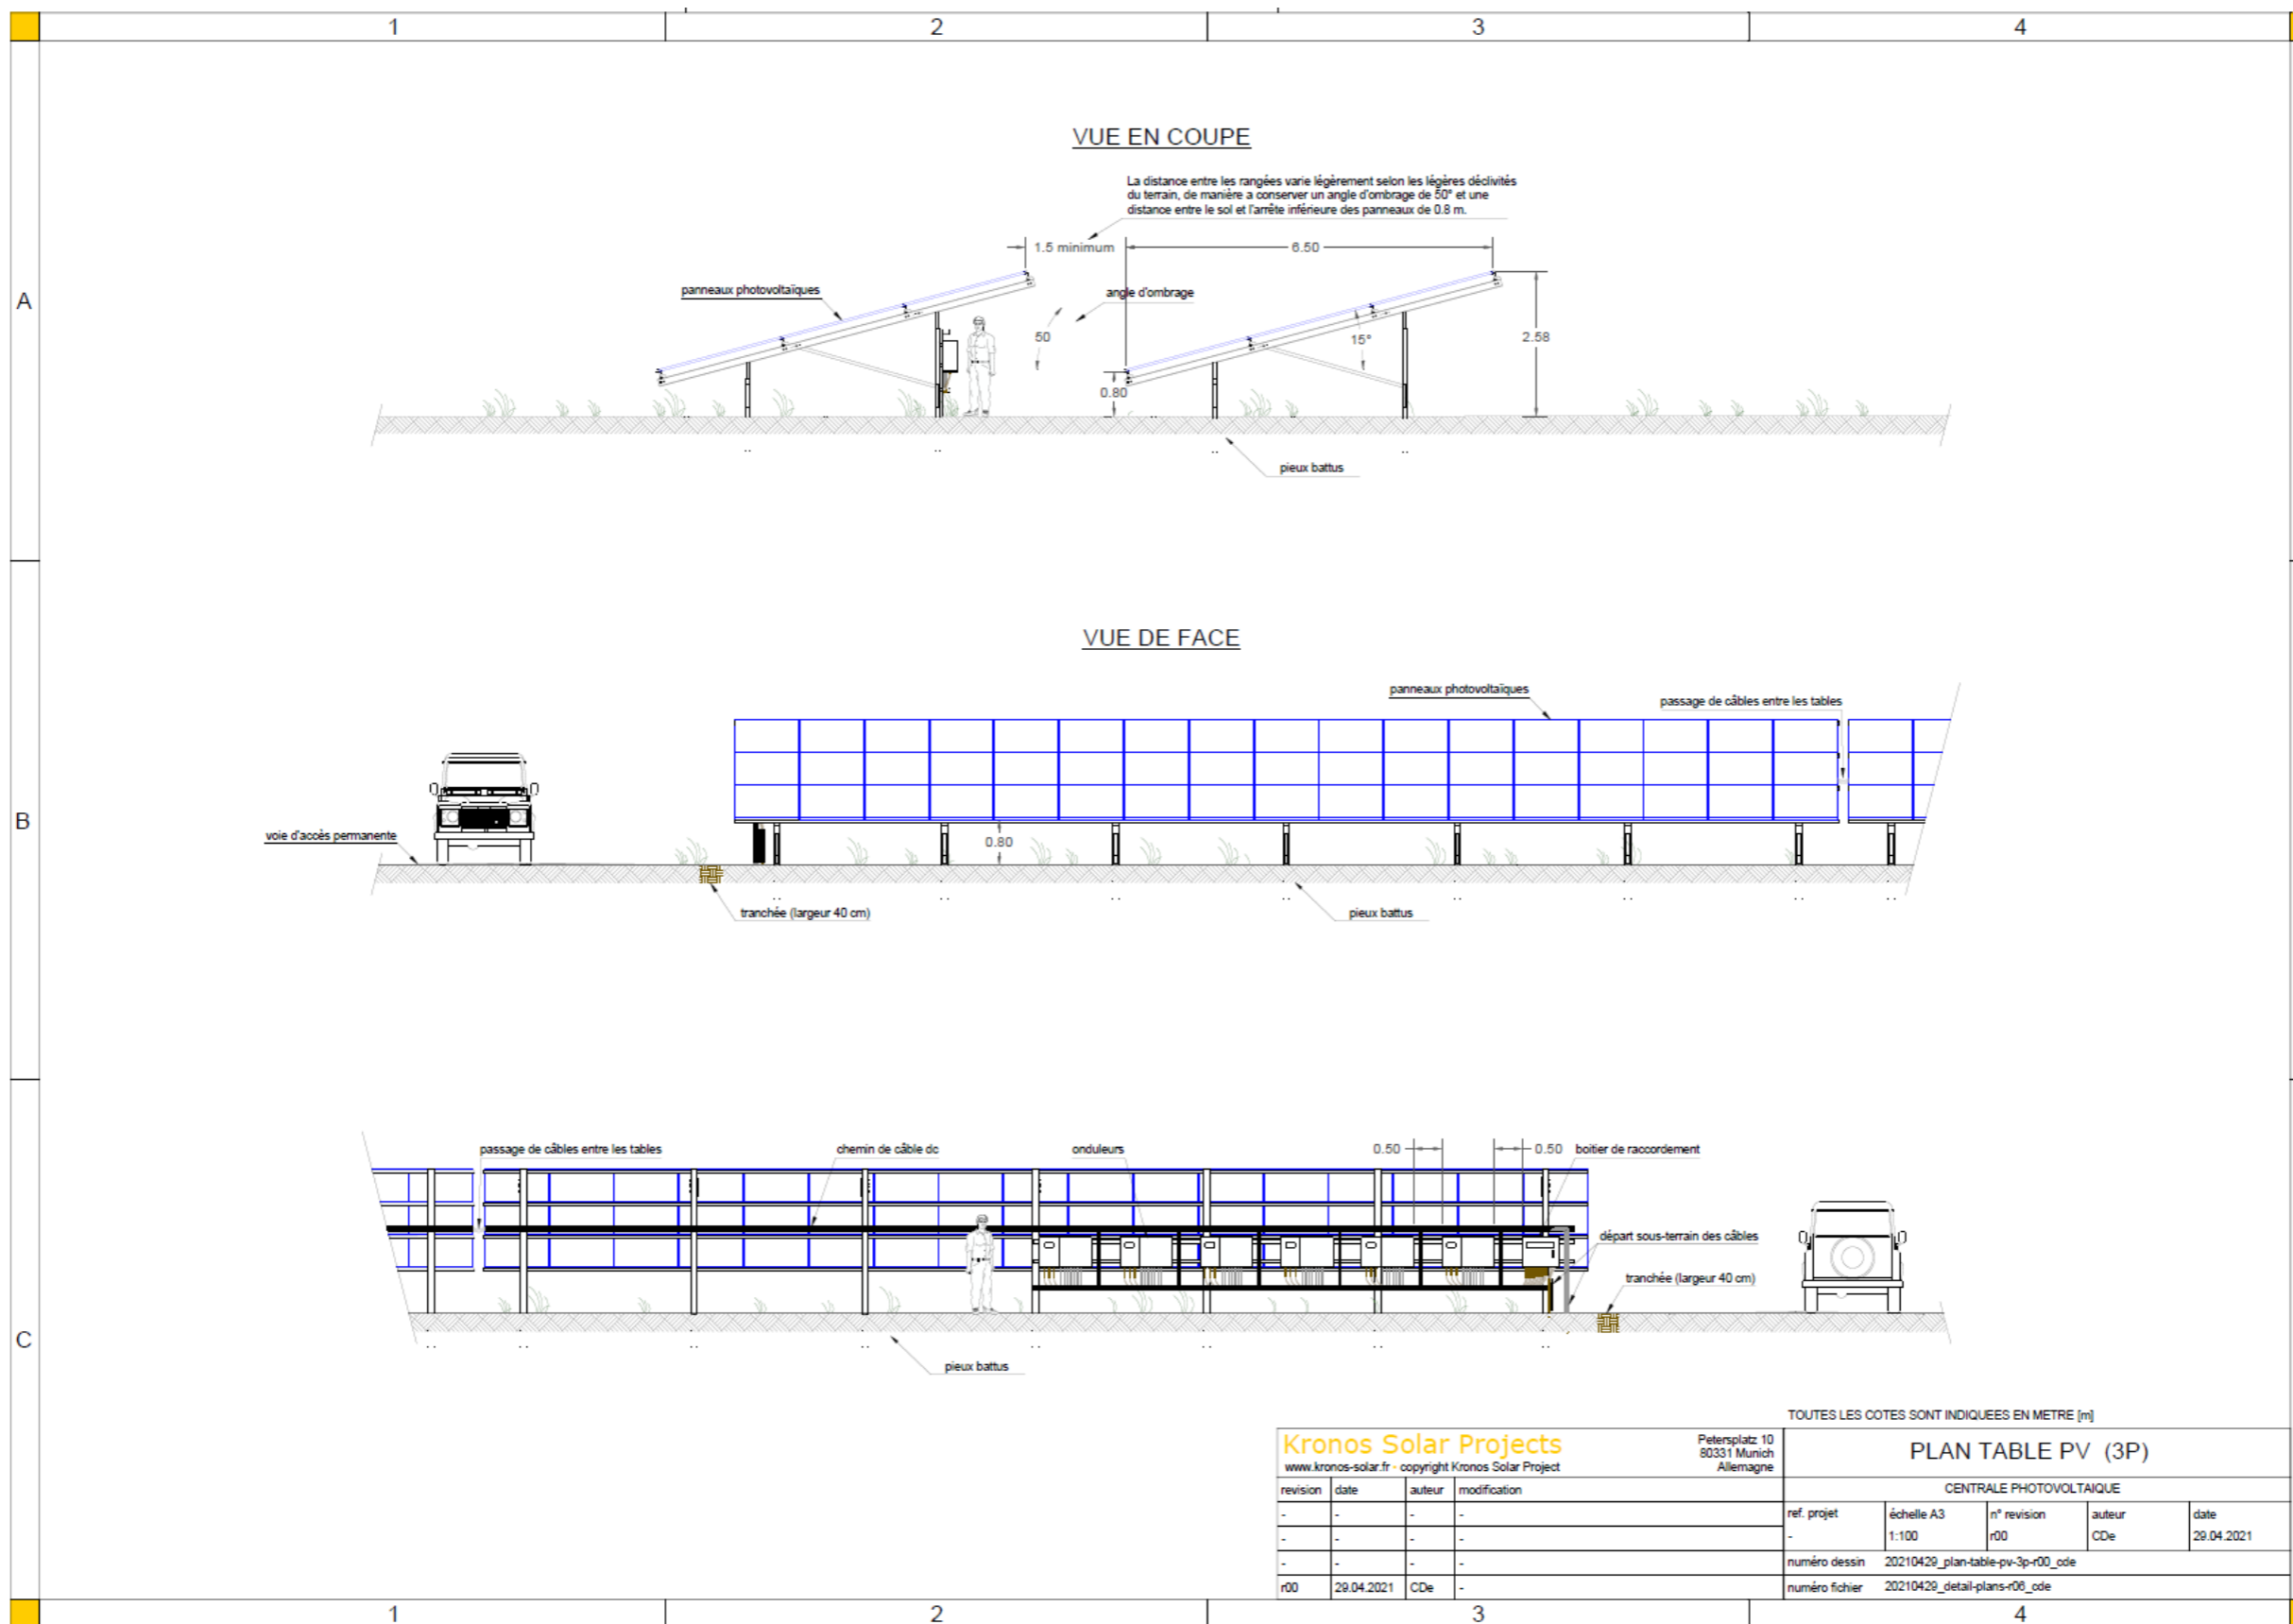 1 2 3 4
VUE EN COUPE
La distance entre les rangées varie légèrement selon les légères déclivités
du terrain, de manière a conserver un angle d'ombrage de 50° et une
distance entre le sol et l'arrête inférieure des panneaux de 0.8 m.
1.5 minimum
6.50
A
panneaux photovoltaïques
angle d'ombrage
50
15°
2.58
0.80
pieux battus
VUE DE FACE
panneaux photovoltaïques
passage de câbles entre les tables
B
voie d'accès permanente
0.80
tranchée (largeur 40 cm)
pieux battus
passage de câbles entre les tables
chemin de câble dc
onduleurs
0.50
0.50
boitier de raccordement
départ sous-terrain des câbles
tranchée (largeur 40 cm)
C
pieux battus
TOUTES LES COTES SONT INDIQUEES EN METRE [m]
Kronos Solar Projects
www.kronos-solar.fr - copyright Kronos Solar Project
Petersplatz 10
80331 Munich
Allemagne
PLAN TABLE PV (3P)
CENTRALE PHOTOVOLTAIQUE
revision date auteur modification
- - - -
- - - -
- - - -
r00 29.04.2021 CDe -
ref. projet échelle A3 n° revision auteur date
- 1:100 r00 CDe 29.04.2021
numéro dessin 20210429_plan-table-pv-3p-r00_cde
numéro fichier 20210429_detail-plans-r06_cde
1 2 3 4